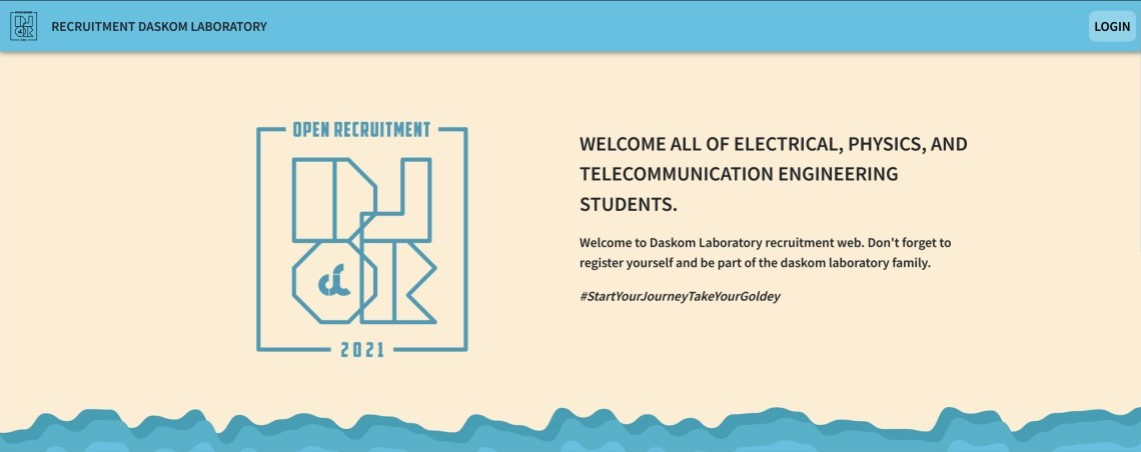 RECRUITMENT DASKOM LABORATORY
LOGIN
OPEN RECRUITMENT
2021
WELCOME ALL OF ELECTRICAL, PHYSICS, AND
TELECOMMUNICATION ENGINEERING
STUDENTS.
Welcome to Daskom Laboratory recruitment web. Don't forget to
register yourself and be part of the daskom laboratory family.
#StartYourJourneyTakeYourGoldey